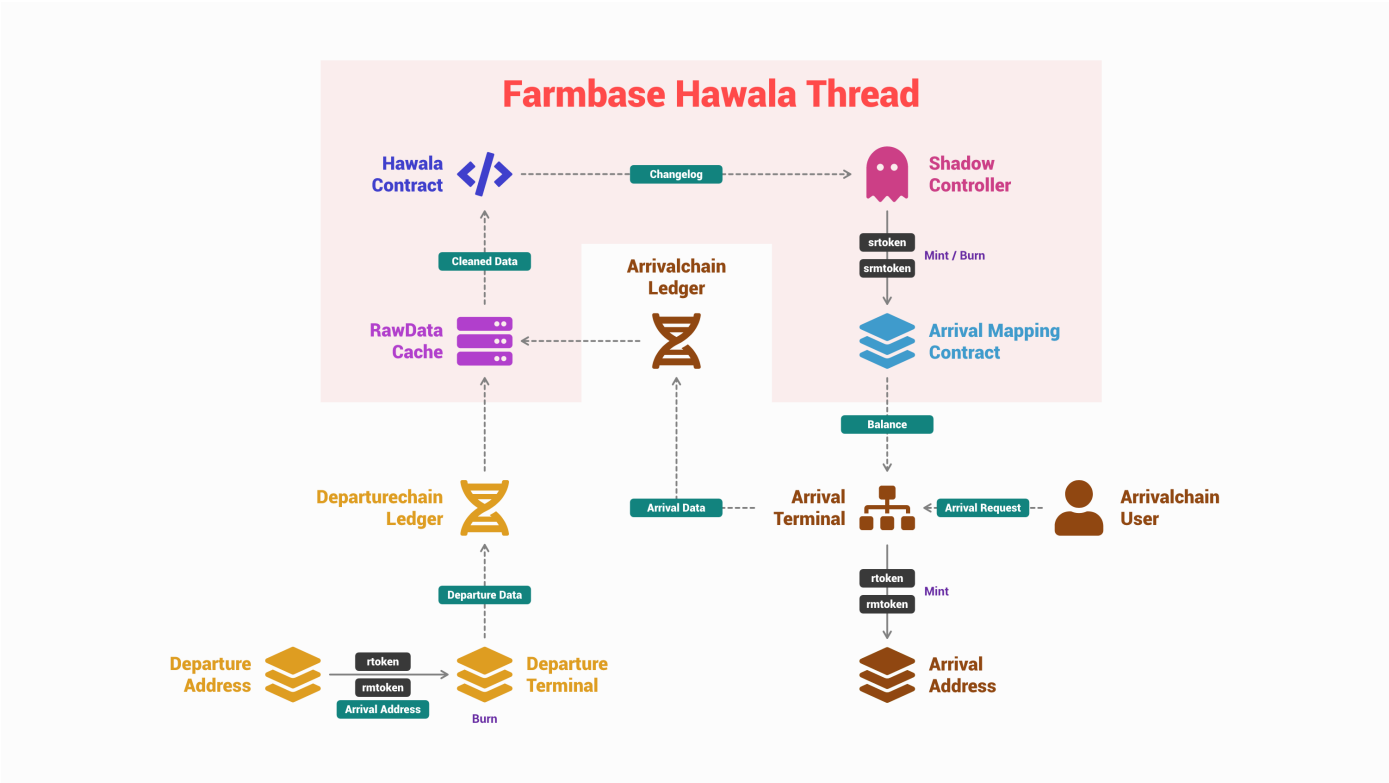 Farmbase Hawala Thread
Hawala
Contract
Changelog
Shadow
Controller
srtoken
srmtoken
Mint / Burn
Cleaned Data
Arrivalchain
Ledger
RawData
Cache
Arrival Mapping
Contract
Balance
Departurechain
Ledger
Arrival Data
Arrival
Terminal
Arrival Request
Arrivalchain
User
rtoken
rmtoken
Mint
Departure Data
Departure
Address
rtoken
rmtoken
Arrival Address
Departure
Terminal
Burn
Arrival
Address